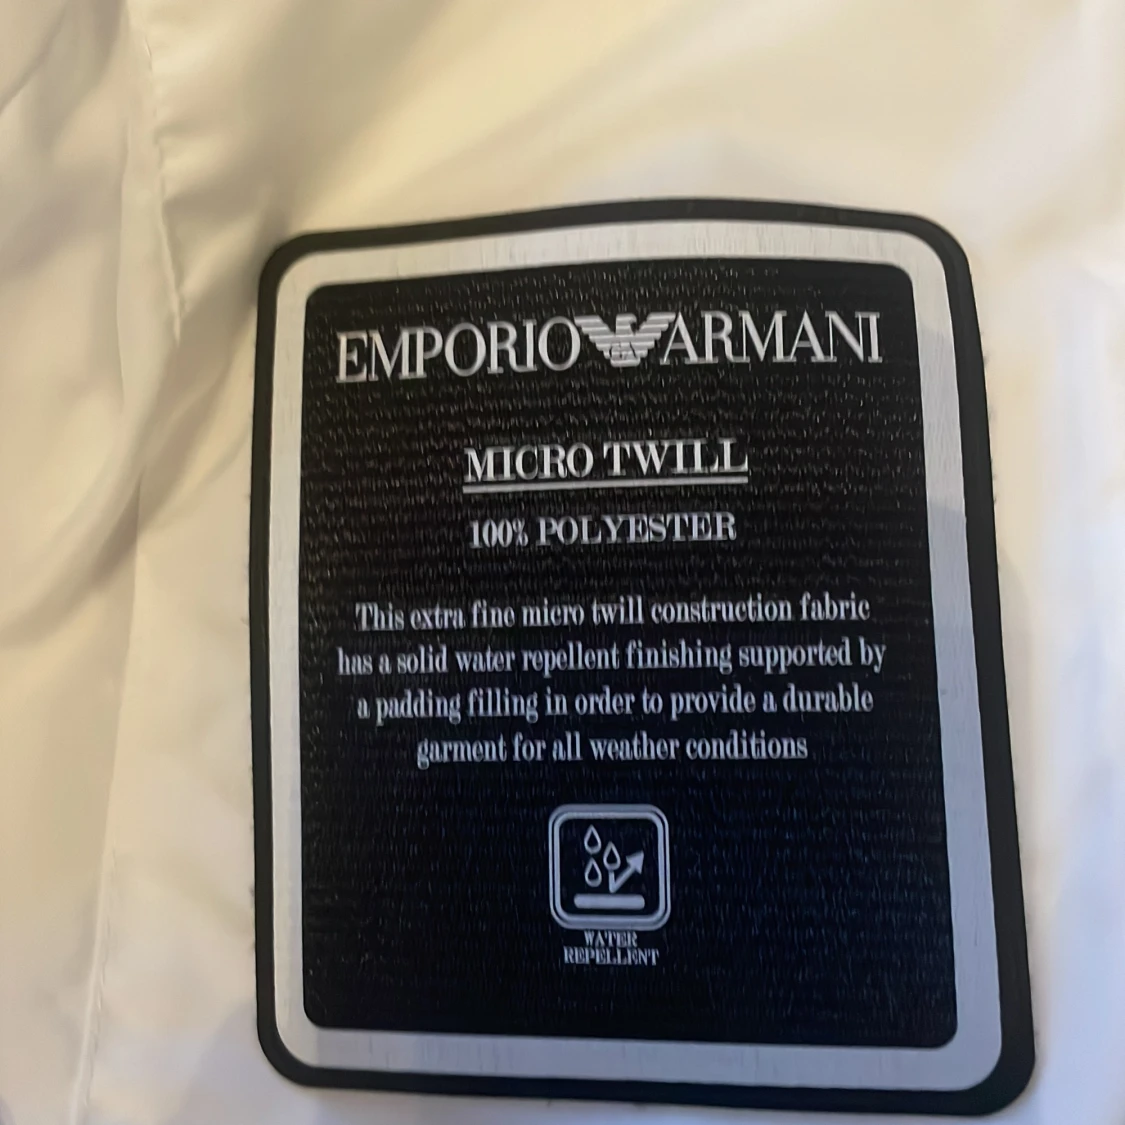 EMPORIO ARMANI
MICRO TWILL
100% POLYESTER
This extra fine micro twill construction fabric
has a solid water repellent finishing supported by
a padding filling in order to provide a durable
garment for all weather conditions
WATER
REPELLENT